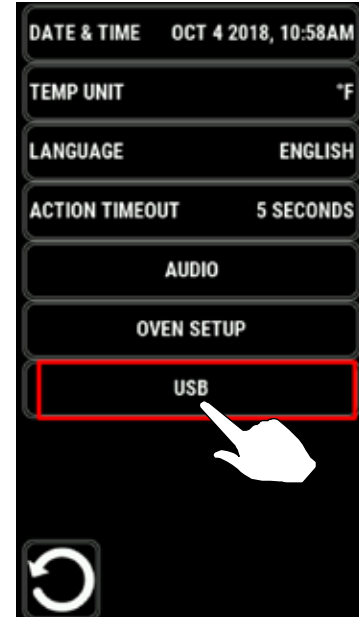 DATE & TIME OCT 4 2018, 10:58AM
TEMP UNIT °F
LANGUAGE ENGLISH
ACTION TIMEOUT 5 SECONDS
AUDIO
OVEN SETUP
USB